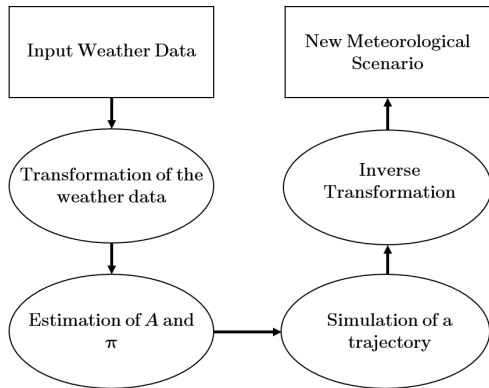 Input Weather Data
Transformation of the
weather data
Estimation of A and
π
Simulation of a
trajectory
Inverse
Transformation
New Meteorological
Scenario